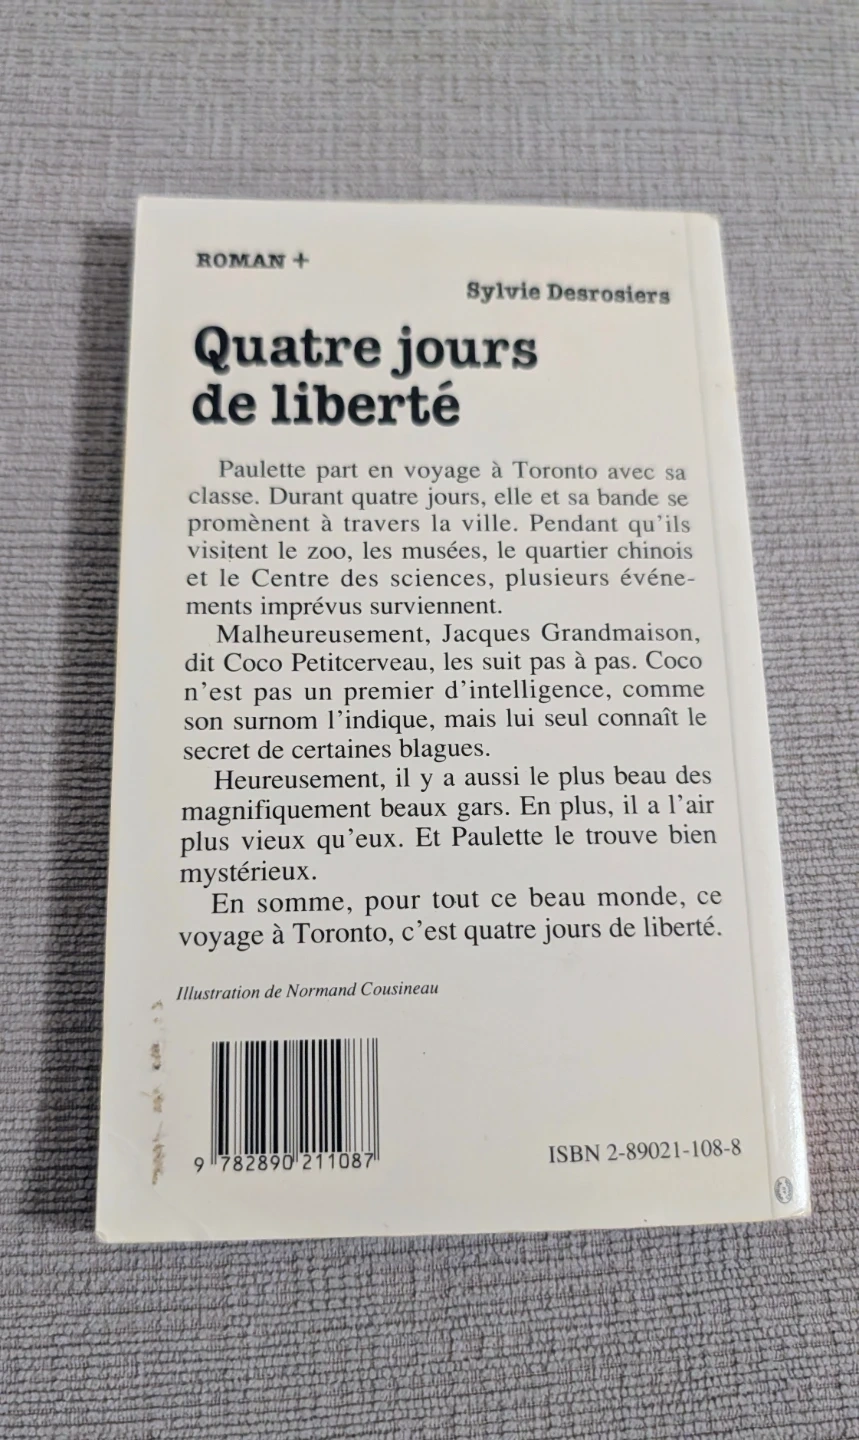 ROMAN +
Sylvie Desrosiers
Quatre jours
de liberté
Paulette part en voyage à Toronto avec sa
classe. Durant quatre jours, elle et sa bande se
promènent à travers la ville. Pendant qu'ils
visitent le zoo, les musées, le quartier chinois
et le Centre des sciences, plusieurs événe-
ments imprévus surviennent.
Malheureusement, Jacques Grandmaison,
dit Coco Petitcerveau, les suit pas à pas. Coco
n'est pas un premier d'intelligence, comme
son surnom l'indique, mais lui seul connaît le
secret de certaines blagues.
Heureusement, il y a aussi le plus beau des
magnifiquement beaux gars. En plus, il a l'air
plus vieux qu'eux. Et Paulette le trouve bien
mystérieux.
En somme, pour tout ce beau monde, ce
voyage à Toronto, c'est quatre jours de liberté.
Illustration de Normand Cousineau
9 782890 211087
ISBN 2-89021-108-8